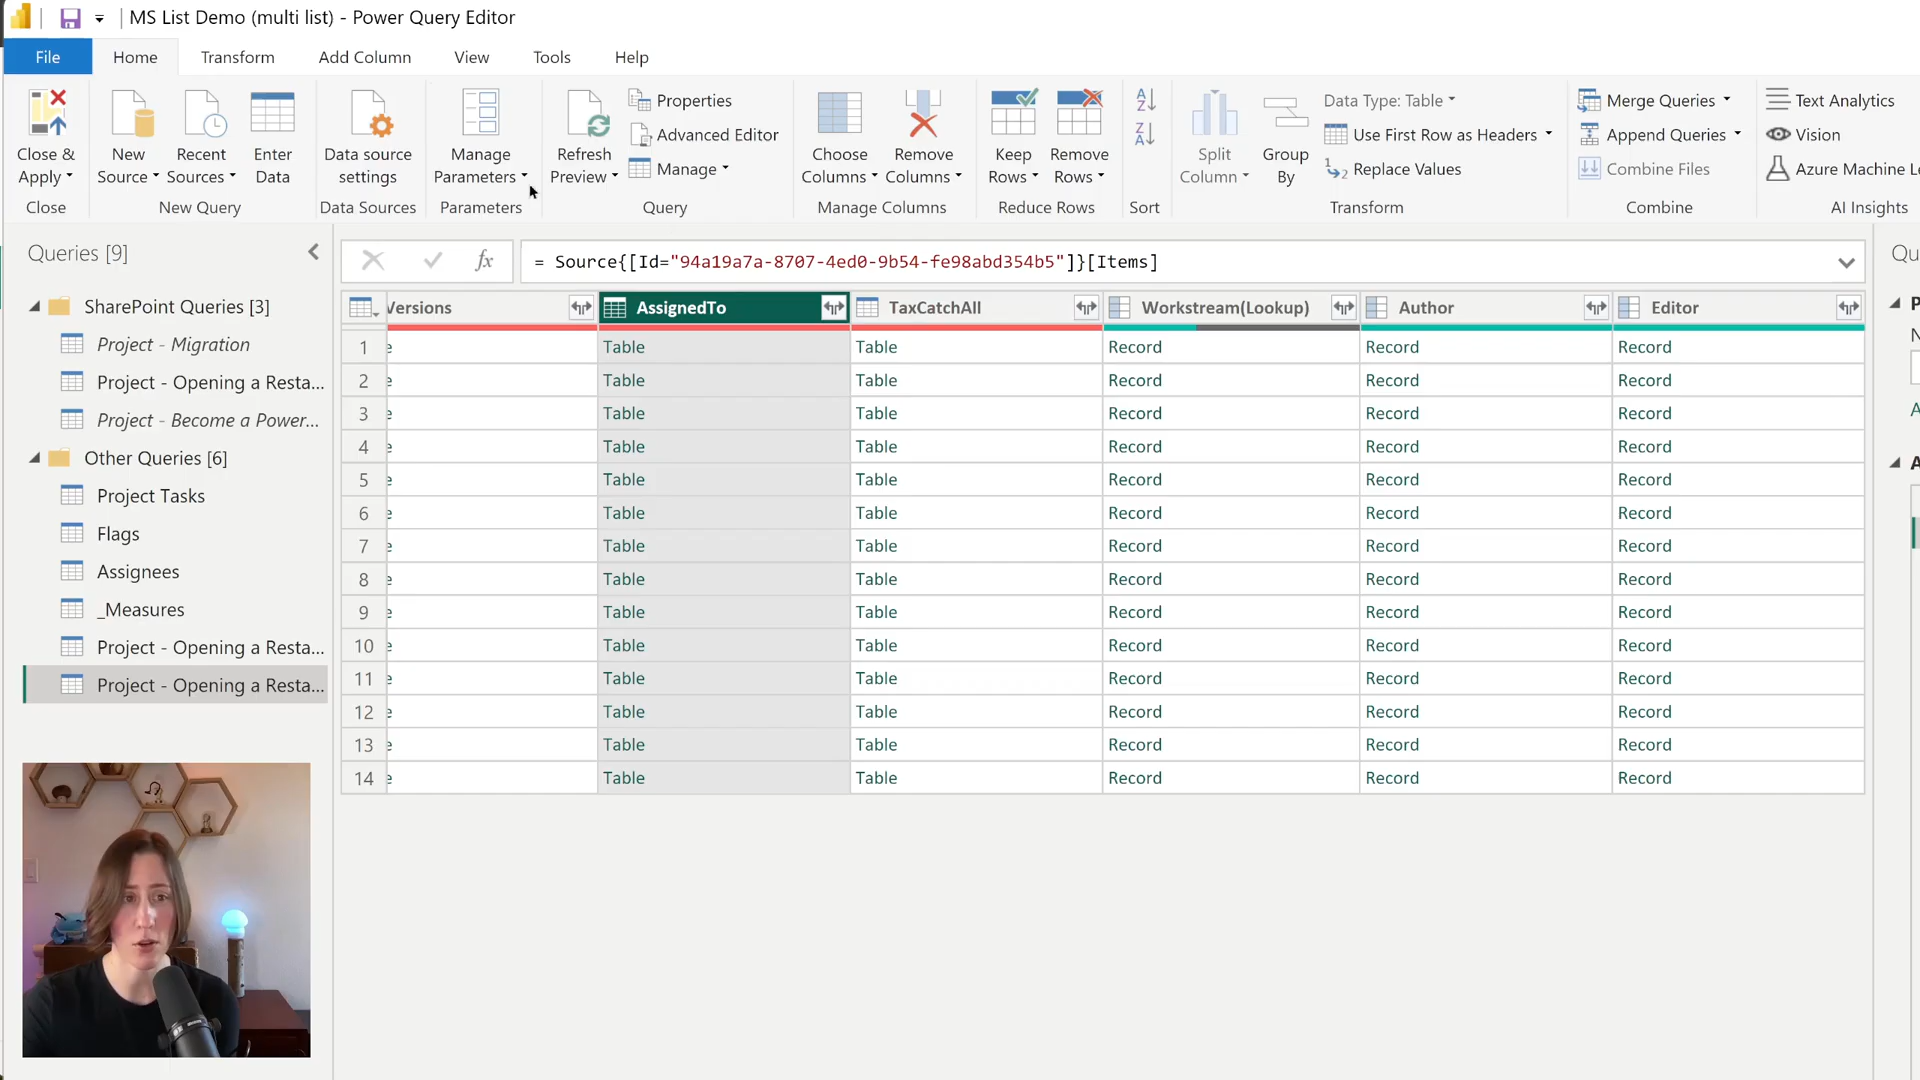 MS List Demo (multi list) - Power Query Editor
File Home Transform Add Column View Tools Help
Close & Apply
New Source
Recent Sources
Enter Data
Data source settings
Manage Parameters
Refresh Preview
Properties
Advanced Editor
Manage
Choose Columns
Remove Columns
Keep Rows
Remove Rows
A Z
Z A
Split Column
Group By
Data Type: Table
Use First Row as Headers
1 2 Replace Values
Merge Queries
Append Queries
Combine Files
Text Analytics
Vision
Azure Machine Le
Close New Query Data Sources Parameters Query Manage Columns Reduce Rows Sort Transform Combine AI Insights
Queries [9]
SharePoint Queries [3]
Project - Migration
Project - Opening a Resta...
Project - Become a Power...
Other Queries [6]
Project Tasks
Flags
Assignees
_Measures
Project - Opening a Resta...
Project - Opening a Resta...
fx = Source{[Id="94a19a7a-8707-4ed0-9b54-fe98abd354b5"]}[Items]
Qu
Versions AssignedTo TaxCatchAll Workstream(Lookup) Author Editor
1 e Table Table Record Record Record
2 e Table Table Record Record Record
3 e Table Table Record Record Record
4 e Table Table Record Record Record
5 e Table Table Record Record Record
6 e Table Table Record Record Record
7 e Table Table Record Record Record
8 e Table Table Record Record Record
9 e Table Table Record Record Record
10 e Table Table Record Record Record
11 e Table Table Record Record Record
12 e Table Table Record Record Record
13 e Table Table Record Record Record
14 e Table Table Record Record Record